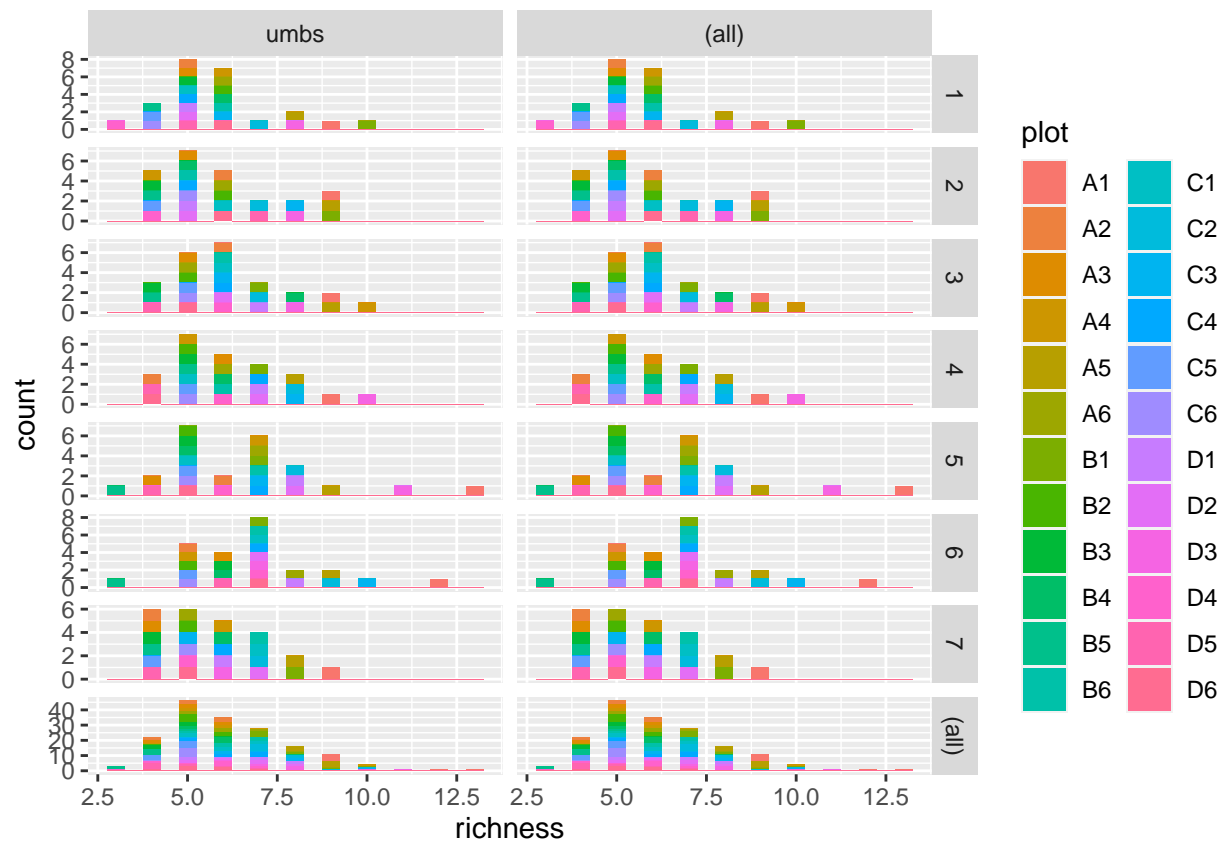 umbs (all)
8
6
4
2
0
1
6
4
2
0
2
6
4
2
0
3
6
4
2
0
4
6
4
2
0
5
8
6
4
2
0
6
6
4
2
0
7
40
30
20
10
0
(all)
2.5 5.0 7.5 10.0 12.5 2.5 5.0 7.5 10.0 12.5
richness
count
plot
A1 C1
A2 C2
A3 C3
A4 C4
A5 C5
A6 C6
B1 D1
B2 D2
B3 D3
B4 D4
B5 D5
B6 D6